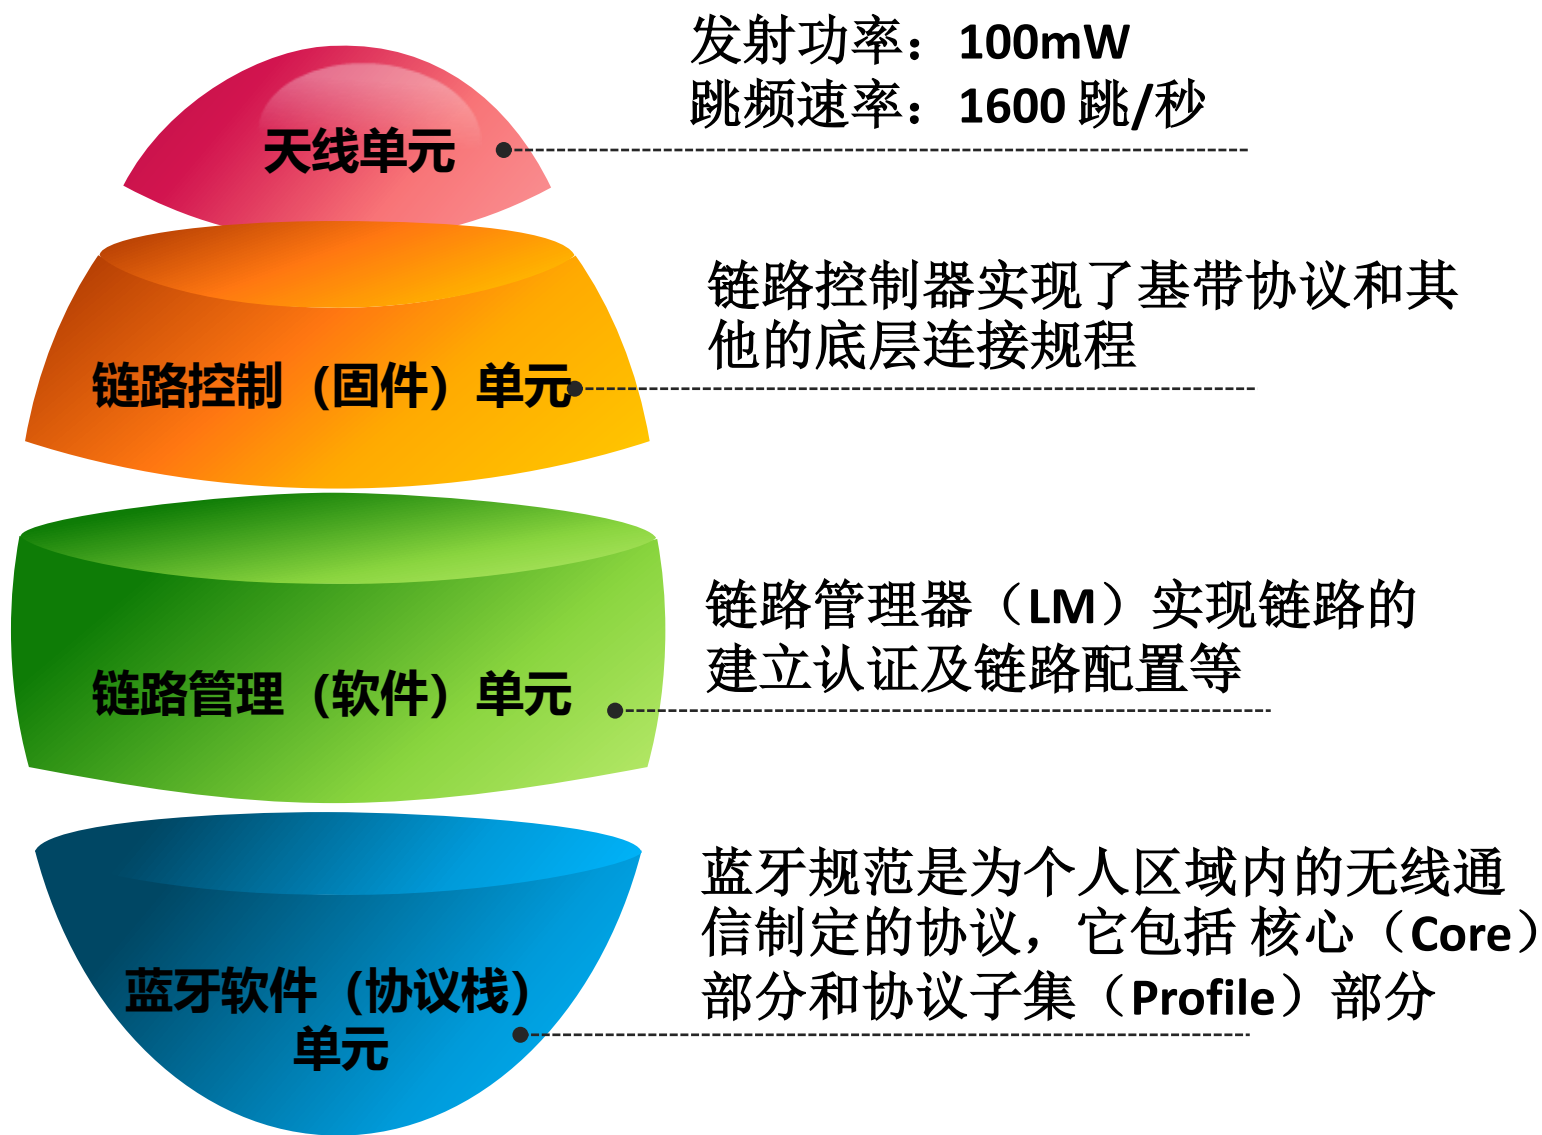 发射功率：100mW
跳频速率：1600 跳/秒
天线单元
链路控制器实现了基带协议和其
他的底层连接规程
链路控制（固件）单元
链路管理器（LM）实现链路的
建立认证及链路配置等
链路管理（软件）单元
蓝牙规范是为个人区域内的无线通
信制定的协议，它包括 核心（Core）
部分和协议子集（Profile）部分
蓝牙软件（协议栈）
单元